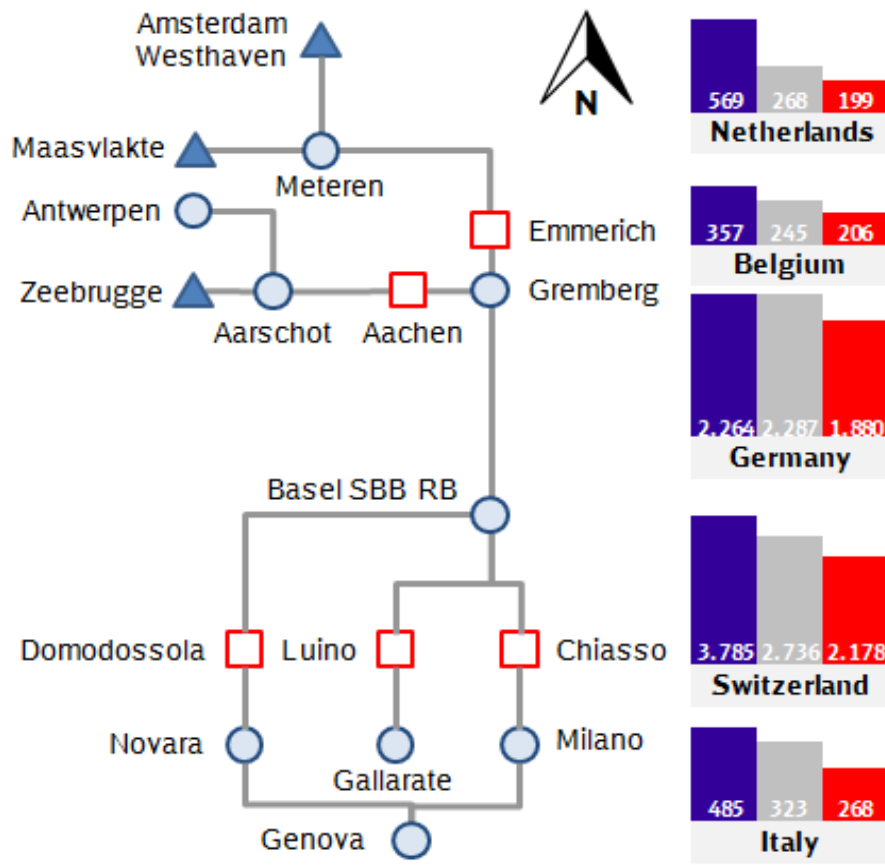 Amsterdam
Westhaven
N
569 268 199
Netherlands
Maasvlakte
Meteren
Antwerpen
Emmerich
357 245 206
Belgium
Zeebrugge
Gremberg
Aarschot
Aachen
2.264 2.287 1.880
Germany
Basel SBB RB
Domodossola
Luino
Chiasso
3.785 2.736 2.178
Switzerland
Novara
Milano
Gallarate
485 323 268
Genova
Italy